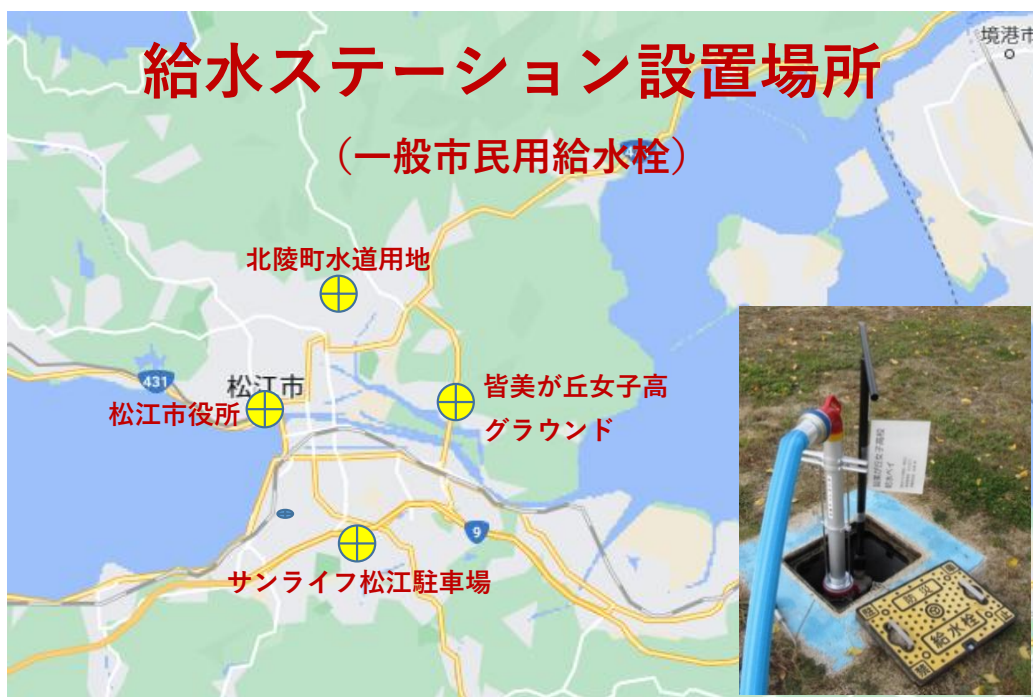 給水ステーション設置場所
（一般市民用給水栓）
境港市
北陵町水道用地
431
松江市
松江市役所
皆美が丘女子高
グラウンド
9
サンライフ松江駐車場
防災
給水栓